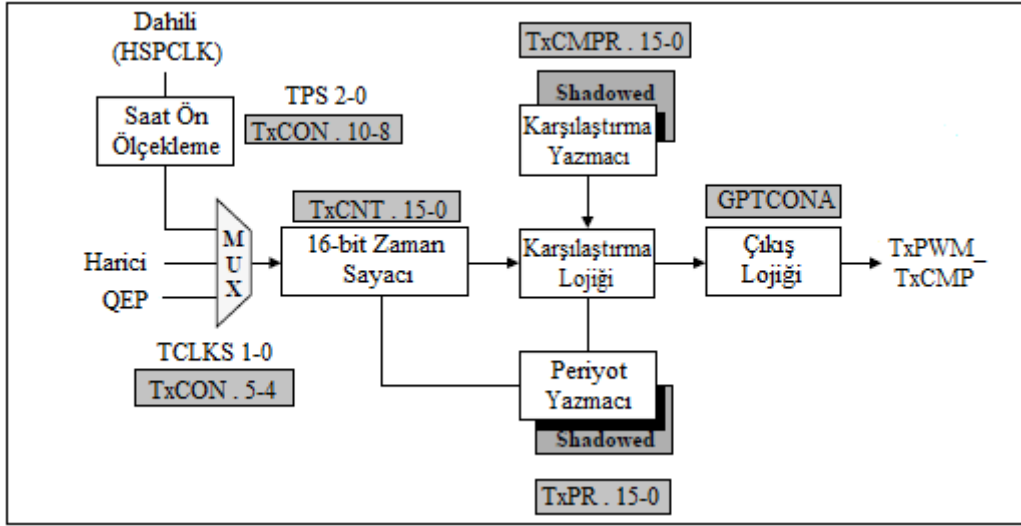 Dahili
(HSPCLK)
TxCMPR . 15-0
Shadowed
TPS 2-0
TxCON . 10-8
Saat Ön
Ölçekleme
Karşılaştırma
Yazmacı
TxCNT . 15-0
GPTCONA
MUX
Harici
QEP
16-bit Zaman
Sayacı
Karşılaştırma
Lojiği
Çıkış
Lojiği
TxPWM_
TxCMP
TCLKS 1-0
TxCON . 5-4
Periyot
Yazmacı
Shadowed
TxPR . 15-0